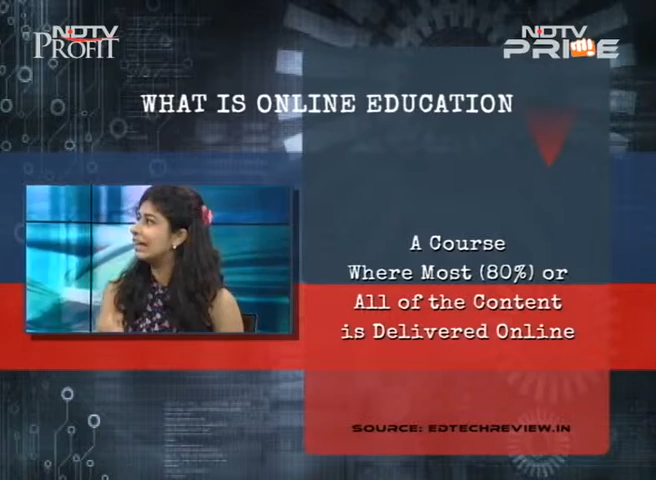 NDTV
PROFIT
NDTV
PRIME
WHAT IS ONLINE EDUCATION
A Course
Where Most (80%) or
All of the Content
is Delivered Online
SOURCE: EDTECHREVIEW.IN